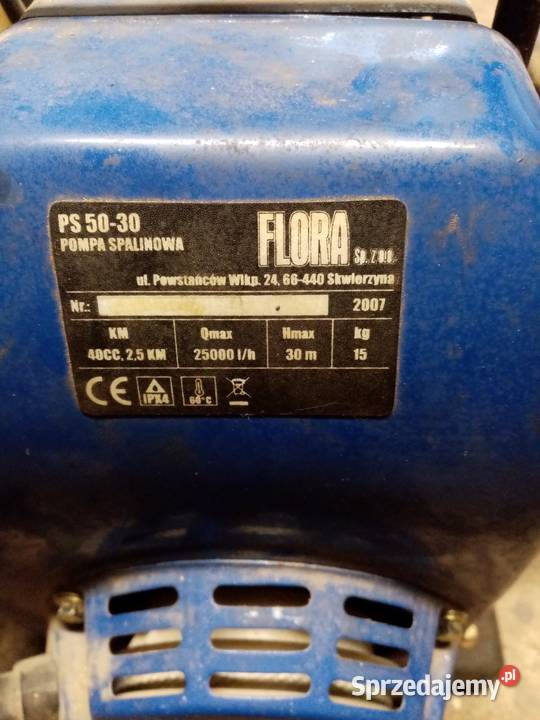 PS 50-30
POMPA SPALINOWA
FLORA Sp. z o.o.
ul. Powstańców Wlkp. 24, 66-440 Skwierzyna
Nr.: 2007
KM Qmax Hmax kg
40CC, 2,5 KM 25000 l/h 30 m 15
CE IPX4 60°C
Sprzedajemy.pl